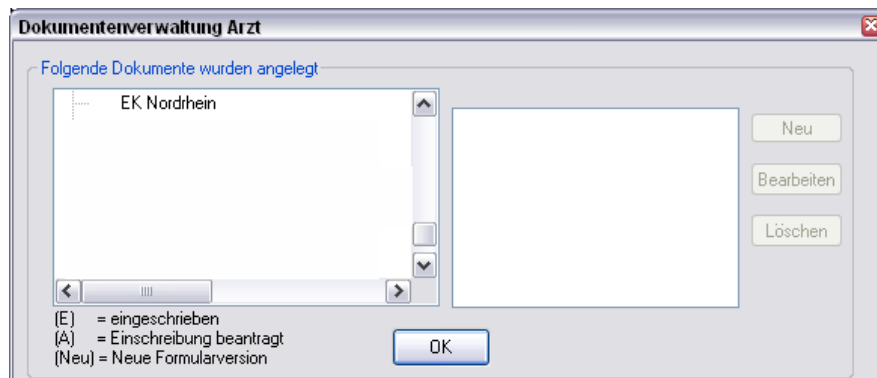 Dokumentenverwaltung Arzt
Folgende Dokumente wurden angelegt
EK Nordrhein
Neu
Bearbeiten
Löschen
(E) = eingeschrieben
(A) = Einschreibung beantragt
(Neu) = Neue Formularversion
OK